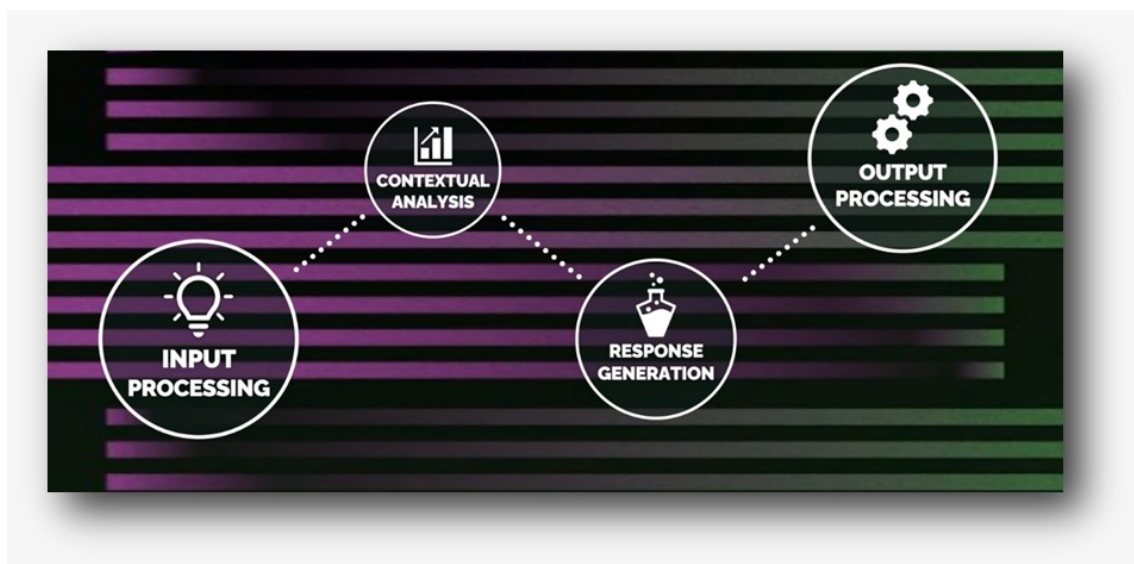 INPUT
PROCESSING
CONTEXTUAL
ANALYSIS
RESPONSE
GENERATION
OUTPUT
PROCESSING